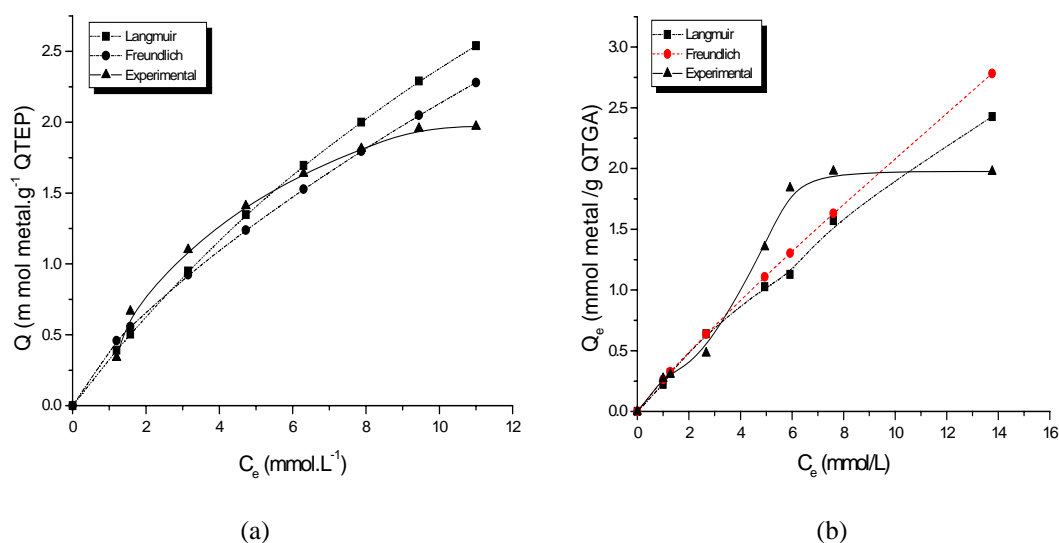 Langmuir
Freundlich
Experimental
2.5
2.0
1.5
1.0
0.5
0.0
Q (m mol metal.g⁻¹ QTEP)
0 2 4 6 8 10 12
Cₑ (mmol.L⁻¹)
(a)
Langmuir
Freundlich
Experimental
3.0
2.5
2.0
1.5
1.0
0.5
0.0
Qₑ (mmol metal /g QTGA)
0 2 4 6 8 10 12 14 16
Cₑ (mmol/L)
(b)